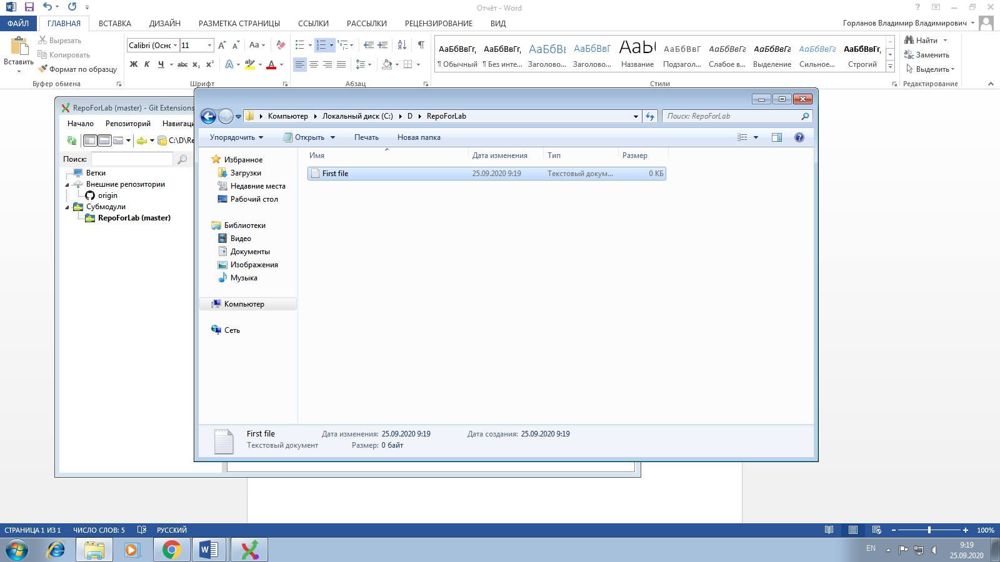 Отчёт - Word
ФАЙЛ ГЛАВНАЯ ВСТАВКА ДИЗАЙН РАЗМЕТКА СТРАНИЦЫ ССЫЛКИ РАССЫЛКИ РЕЦЕНЗИРОВАНИЕ ВИД Горланов Владимир Владимирович
Вставить
Вырезать
Копировать
Формат по образцу
Буфер обмена
Calibri (Оснс 11
Aa
Ж К Ч abc x₂ x²
Шрифт
Абзац
АаБбВвГг, АаБбВвГг, АаБбВв АаБбВвГ АаЫ АаБбВвГ АаБбВвГг АаБбВвГг АаБбВвГг АаБбВвГг,
¶ Обычный ¶ Без инте... Заголово... Заголово... Название Подзагол... Слабое в... Выделение Сильное... Строгий
Стили
Найти
Заменить
Выделить
Редактирование
RepoForLab (master) - Git Extensions
Начало Репозиторий Навигац
C:\D\Re
Поиск:
Ветки
Внешние репозитории
origin
Субмодули
RepoForLab (master)
Компьютер Локальный диск (C:) D RepoForLab
Поиск: RepoForLab
Упорядочить Открыть Печать Новая папка
Избранное
Загрузки
Недавние места
Рабочий стол
Библиотеки
Видео
Документы
Изображения
Музыка
Компьютер
Сеть
Имя Дата изменения Тип Размер
First file 25.09.2020 9:19 Текстовый докум... 0 КБ
First file Дата изменения: 25.09.2020 9:19 Дата создания: 25.09.2020 9:19
Текстовый документ Размер: 0 байт
СТРАНИЦА 1 ИЗ 1 ЧИСЛО СЛОВ: 5 РУССКИЙ 100%
EN
9:19
25.09.2020